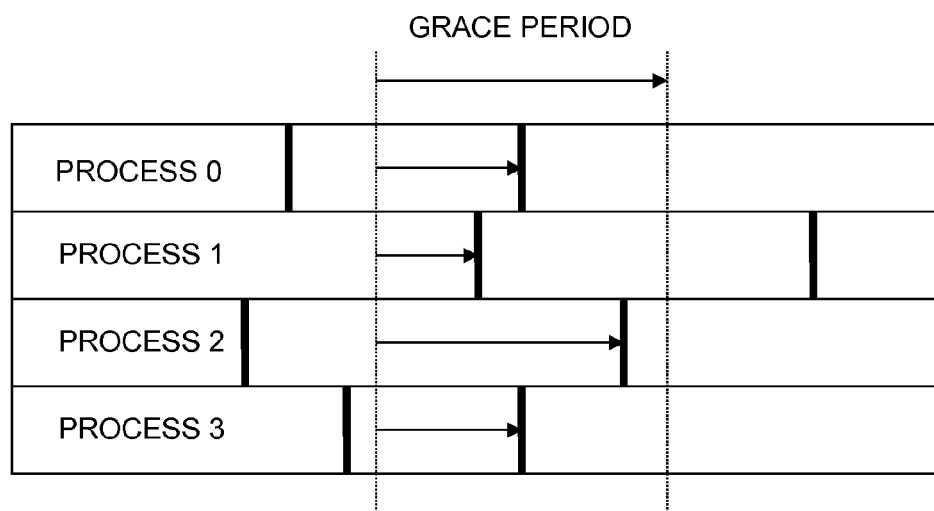 GRACE PERIOD
PROCESS 0
PROCESS 1
PROCESS 2
PROCESS 3